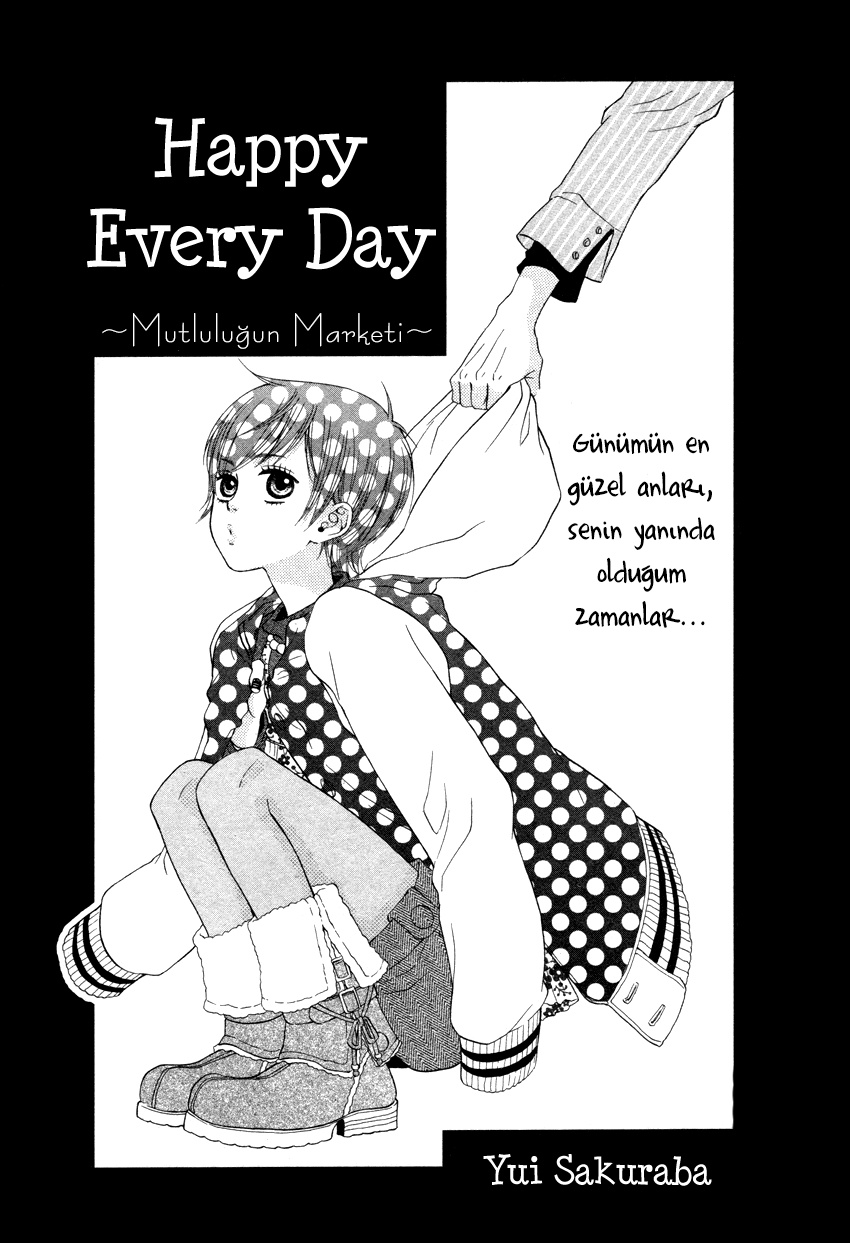 Happy
Every Day
~Mutluluğun Marketi~
Günümün en
güzel anları,
senin yanında
olduğum
zamanlar...
Yui Sakuraba